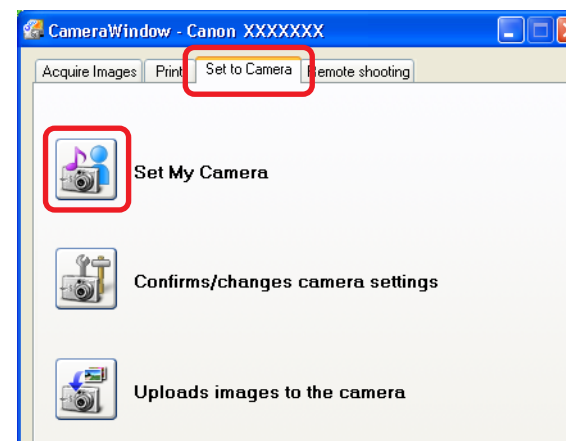 CameraWindow - Canon XXXXXXX
Acquire Images Print Set to Camera Remote shooting
Set My Camera
Confirms/changes camera settings
Uploads images to the camera